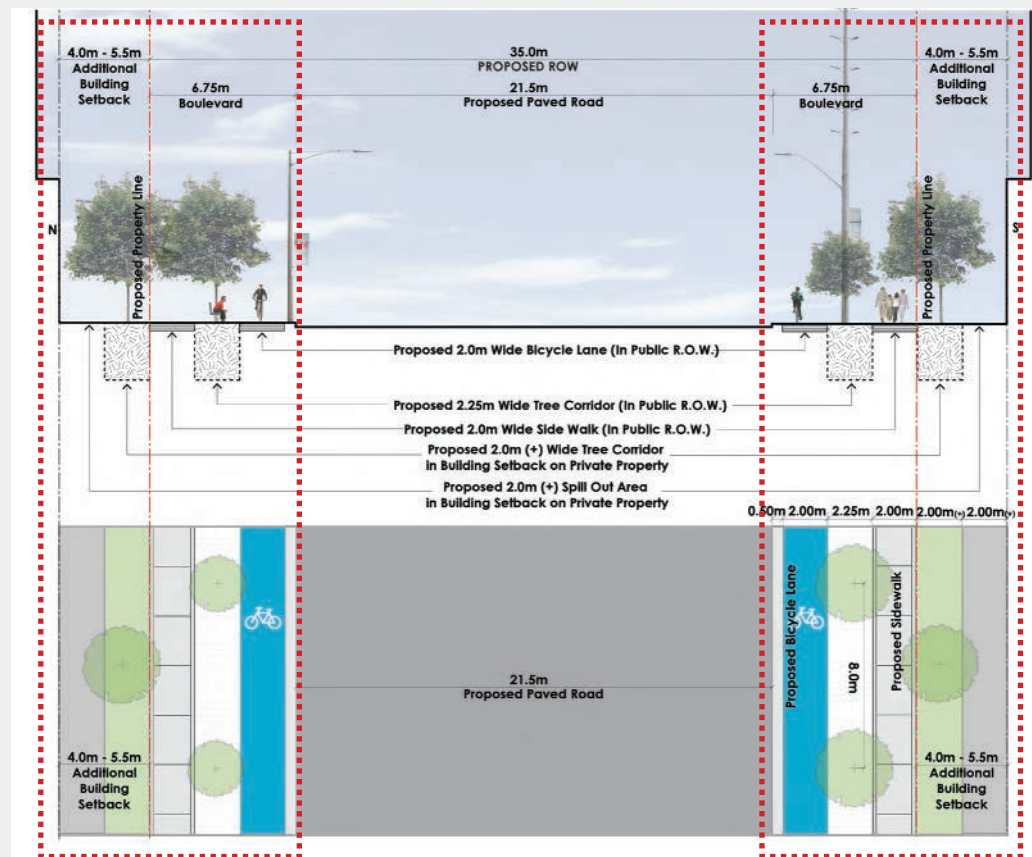 4.0m - 5.5m
Additional
Building
Setback
35.0m
PROPOSED ROW
4.0m - 5.5m
Additional
Building
Setback
6.75m
Boulevard
21.5m
Proposed Paved Road
6.75m
Boulevard
Proposed Property Line
Proposed Property Line
N
S
Proposed 2.0m Wide Bicycle Lane (In Public R.O.W.)
Proposed 2.25m Wide Tree Corridor (In Public R.O.W.)
Proposed 2.0m Wide Side Walk (In Public R.O.W.)
Proposed 2.0m (+) Wide Tree Corridor
in Building Setback on Private Property
Proposed 2.0m (+) Spill Out Area
in Building Setback on Private Property
0.50m 2.00m 2.25m 2.00m 2.00m(+) 2.00m(+)
Proposed Bicycle Lane
8.0m
Proposed Sidewalk
21.5m
Proposed Paved Road
4.0m - 5.5m
Additional
Building
Setback
4.0m - 5.5m
Additional
Building
Setback